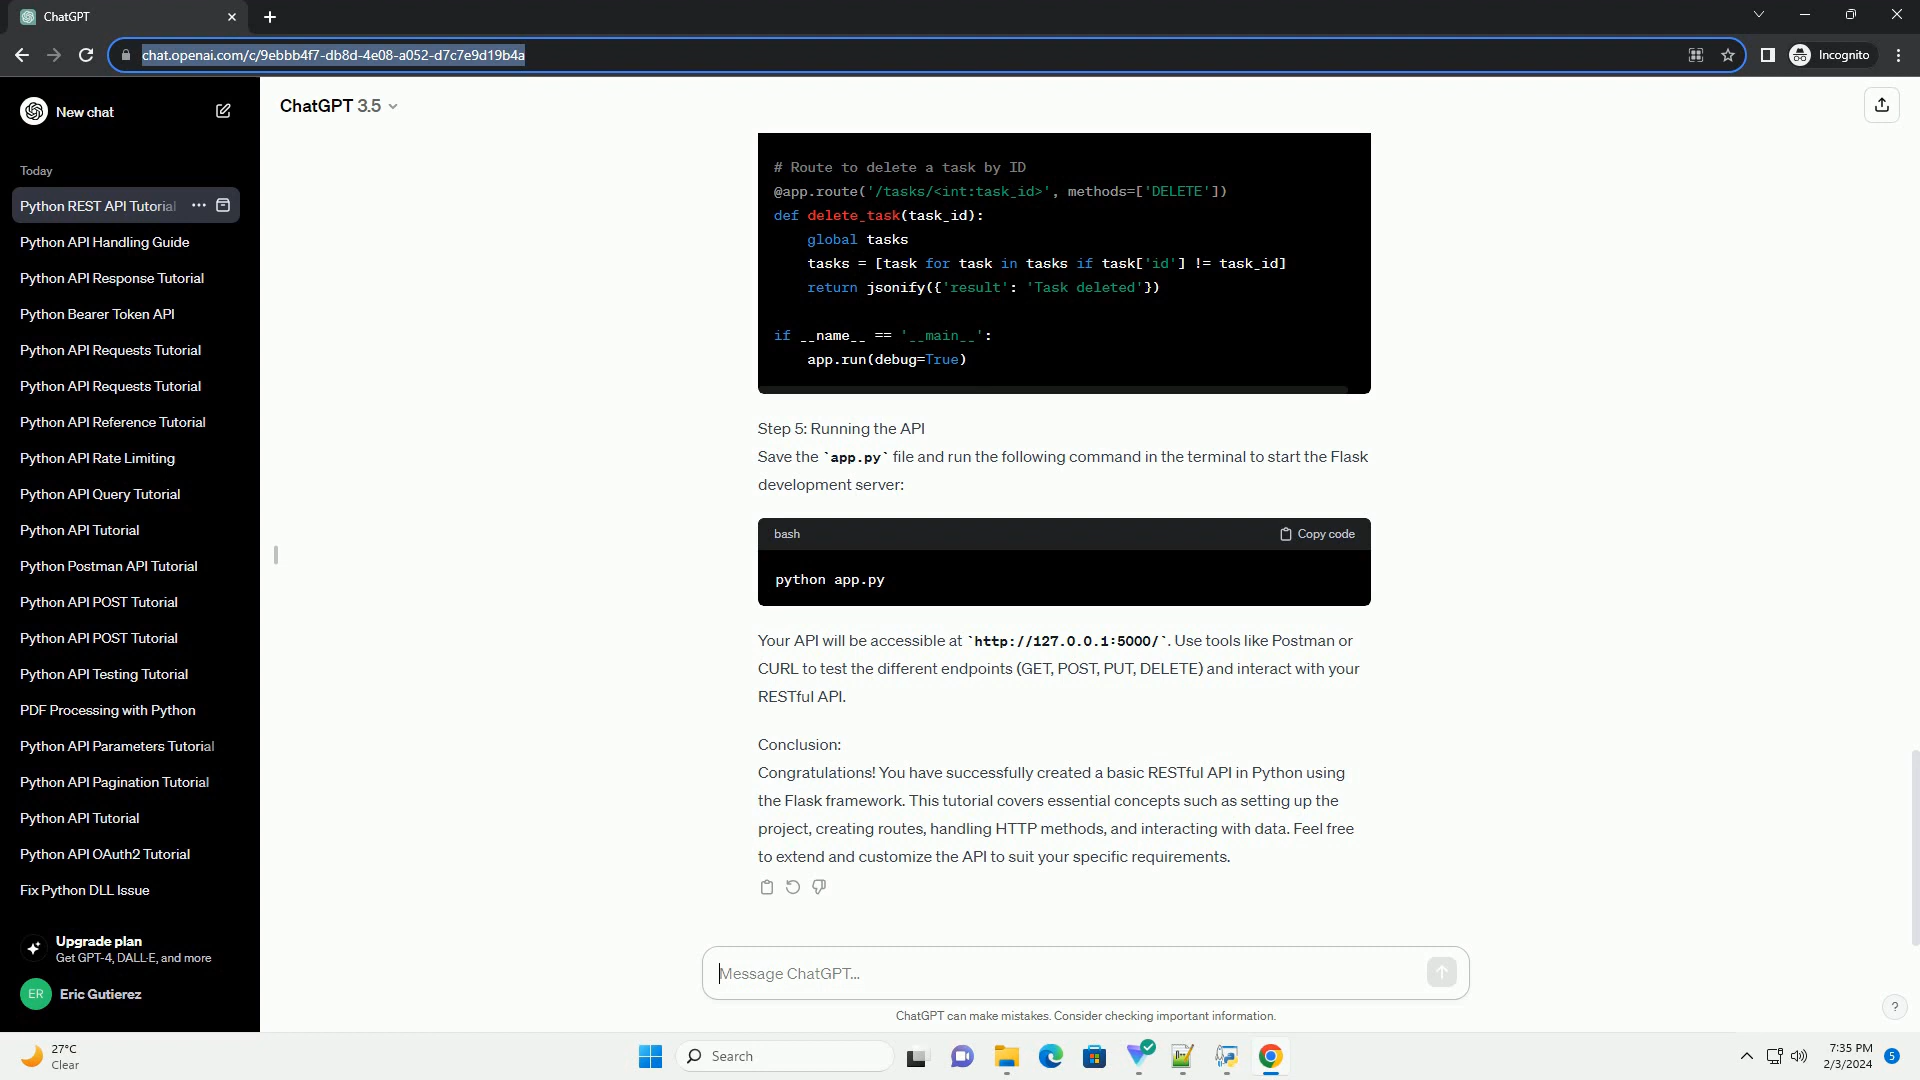 ChatGPT
chat.openai.com/c/9ebbb4f7-db8d-4e08-a052-d7c7e9d19b4a
Incognito
New chat
Today
Python REST API Tutorial
Python API Handling Guide
Python API Response Tutorial
Python Bearer Token API
Python API Requests Tutorial
Python API Requests Tutorial
Python API Reference Tutorial
Python API Rate Limiting
Python API Query Tutorial
Python API Tutorial
Python Postman API Tutorial
Python API POST Tutorial
Python API POST Tutorial
Python API Testing Tutorial
PDF Processing with Python
Python API Parameters Tutorial
Python API Pagination Tutorial
Python API Tutorial
Python API OAuth2 Tutorial
Fix Python DLL Issue
Upgrade plan
Get GPT-4, DALL·E, and more
ER Eric Gutierez
ChatGPT 3.5
# Route to delete a task by ID
@app.route('/tasks/<int:task_id>', methods=['DELETE'])
def delete_task(task_id):
    global tasks
    tasks = [task for task in tasks if task['id'] != task_id]
    return jsonify({'result': 'Task deleted'})
if __name__ == '__main__':
    app.run(debug=True)
Step 5: Running the API
Save the `app.py` file and run the following command in the terminal to start the Flask
development server:
bash Copy code
python app.py
Your API will be accessible at `http://127.0.0.1:5000/`. Use tools like Postman or
CURL to test the different endpoints (GET, POST, PUT, DELETE) and interact with your
RESTful API.
Conclusion:
Congratulations! You have successfully created a basic RESTful API in Python using
the Flask framework. This tutorial covers essential concepts such as setting up the
project, creating routes, handling HTTP methods, and interacting with data. Feel free
to extend and customize the API to suit your specific requirements.
Message ChatGPT...
ChatGPT can make mistakes. Consider checking important information.
?
27°C
Clear
Search
7:35 PM
2/3/2024
5